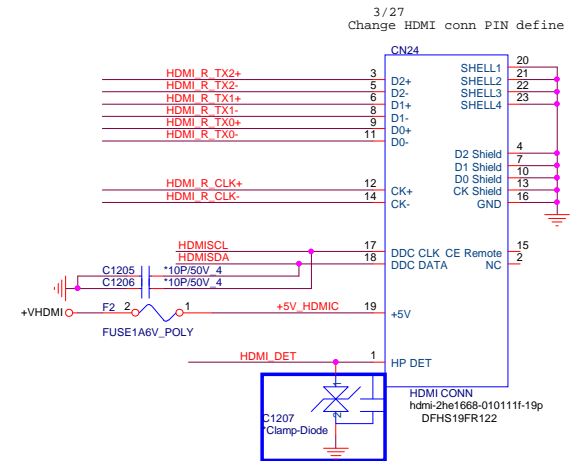 3/27
Change HDMI conn PIN define
CN24
HDMI_R_TX2+ 3 D2+ SHELL1 20
HDMI_R_TX2- 5 D2- SHELL2 21
HDMI_R_TX1+ 6 D1+ SHELL3 22
HDMI_R_TX1- 8 D1- SHELL4 23
HDMI_R_TX0+ 9 D0+
HDMI_R_TX0- 11 D0-
D2 Shield 4
D1 Shield 7
D0 Shield 10
HDMI_R_CLK+ 12 CK+ CK Shield 13
HDMI_R_CLK- 14 CK- GND 16
HDMISCL 17 DDC CLK CE Remote 15
HDMISDA 18 DDC DATA NC 2
C1205 *10P/50V_4
C1206 *10P/50V_4
+VHDMI F2 2 1 +5V_HDMIC 19 +5V
FUSE1A6V_POLY
HDMI_DET 1 HP DET
1
2
C1207
*Clamp-Diode
HDMI CONN
hdmi-2he1668-010111f-19p
DFHS19FR122